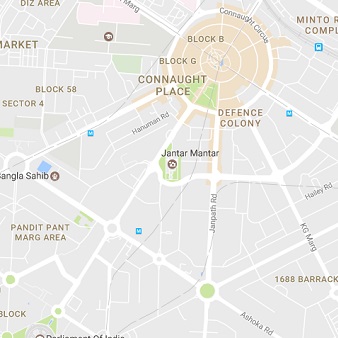 DIZ AREA
Connaught Circus
MINTO R
COMPL
MARKET
BLOCK B
BLOCK G
CONNAUGHT
PLACE
BLOCK 58
SECTOR 4
DEFENCE
COLONY
Hanuman Rd
Jantar Mantar
Bangla Sahib
Hailey Rd
Janpath Rd
PANDIT PANT
MARG AREA
KG Marg
1688 BARRACK
BLOCK
Ashoka Rd
Parliament Of India